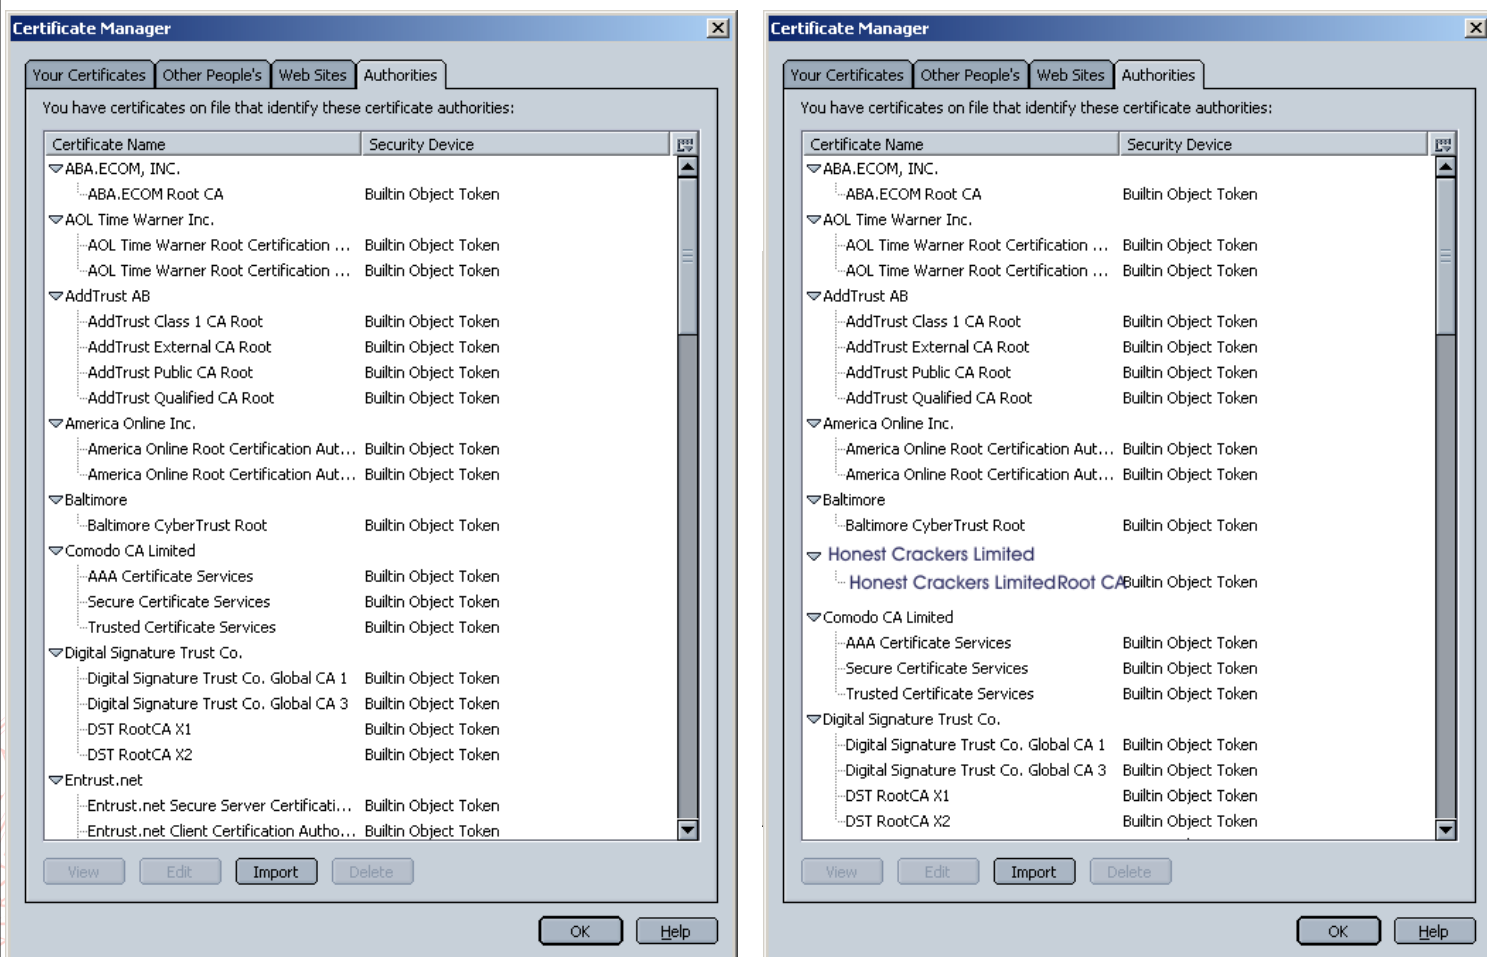 Certificate Manager
Your Certificates Other People's Web Sites Authorities
You have certificates on file that identify these certificate authorities:
Certificate Name Security Device
ABA.ECOM, INC.
ABA.ECOM Root CA Builtin Object Token
AOL Time Warner Inc.
AOL Time Warner Root Certification ... Builtin Object Token
AOL Time Warner Root Certification ... Builtin Object Token
AddTrust AB
AddTrust Class 1 CA Root Builtin Object Token
AddTrust External CA Root Builtin Object Token
AddTrust Public CA Root Builtin Object Token
AddTrust Qualified CA Root Builtin Object Token
America Online Inc.
America Online Root Certification Aut... Builtin Object Token
America Online Root Certification Aut... Builtin Object Token
Baltimore
Baltimore CyberTrust Root Builtin Object Token
Comodo CA Limited
AAA Certificate Services Builtin Object Token
Secure Certificate Services Builtin Object Token
Trusted Certificate Services Builtin Object Token
Digital Signature Trust Co.
Digital Signature Trust Co. Global CA 1 Builtin Object Token
Digital Signature Trust Co. Global CA 3 Builtin Object Token
DST RootCA X1 Builtin Object Token
DST RootCA X2 Builtin Object Token
Entrust.net
Entrust.net Secure Server Certificati... Builtin Object Token
Entrust.net Client Certification Autho... Builtin Object Token
View Edit Import Delete
OK Help
Certificate Manager
Your Certificates Other People's Web Sites Authorities
You have certificates on file that identify these certificate authorities:
Certificate Name Security Device
ABA.ECOM, INC.
ABA.ECOM Root CA Builtin Object Token
AOL Time Warner Inc.
AOL Time Warner Root Certification ... Builtin Object Token
AOL Time Warner Root Certification ... Builtin Object Token
AddTrust AB
AddTrust Class 1 CA Root Builtin Object Token
AddTrust External CA Root Builtin Object Token
AddTrust Public CA Root Builtin Object Token
AddTrust Qualified CA Root Builtin Object Token
America Online Inc.
America Online Root Certification Aut... Builtin Object Token
America Online Root Certification Aut... Builtin Object Token
Baltimore
Baltimore CyberTrust Root Builtin Object Token
Honest Crackers Limited
Honest Crackers LimitedRoot CA Builtin Object Token
Comodo CA Limited
AAA Certificate Services Builtin Object Token
Secure Certificate Services Builtin Object Token
Trusted Certificate Services Builtin Object Token
Digital Signature Trust Co.
Digital Signature Trust Co. Global CA 1 Builtin Object Token
Digital Signature Trust Co. Global CA 3 Builtin Object Token
DST RootCA X1 Builtin Object Token
DST RootCA X2 Builtin Object Token
View Edit Import Delete
OK Help